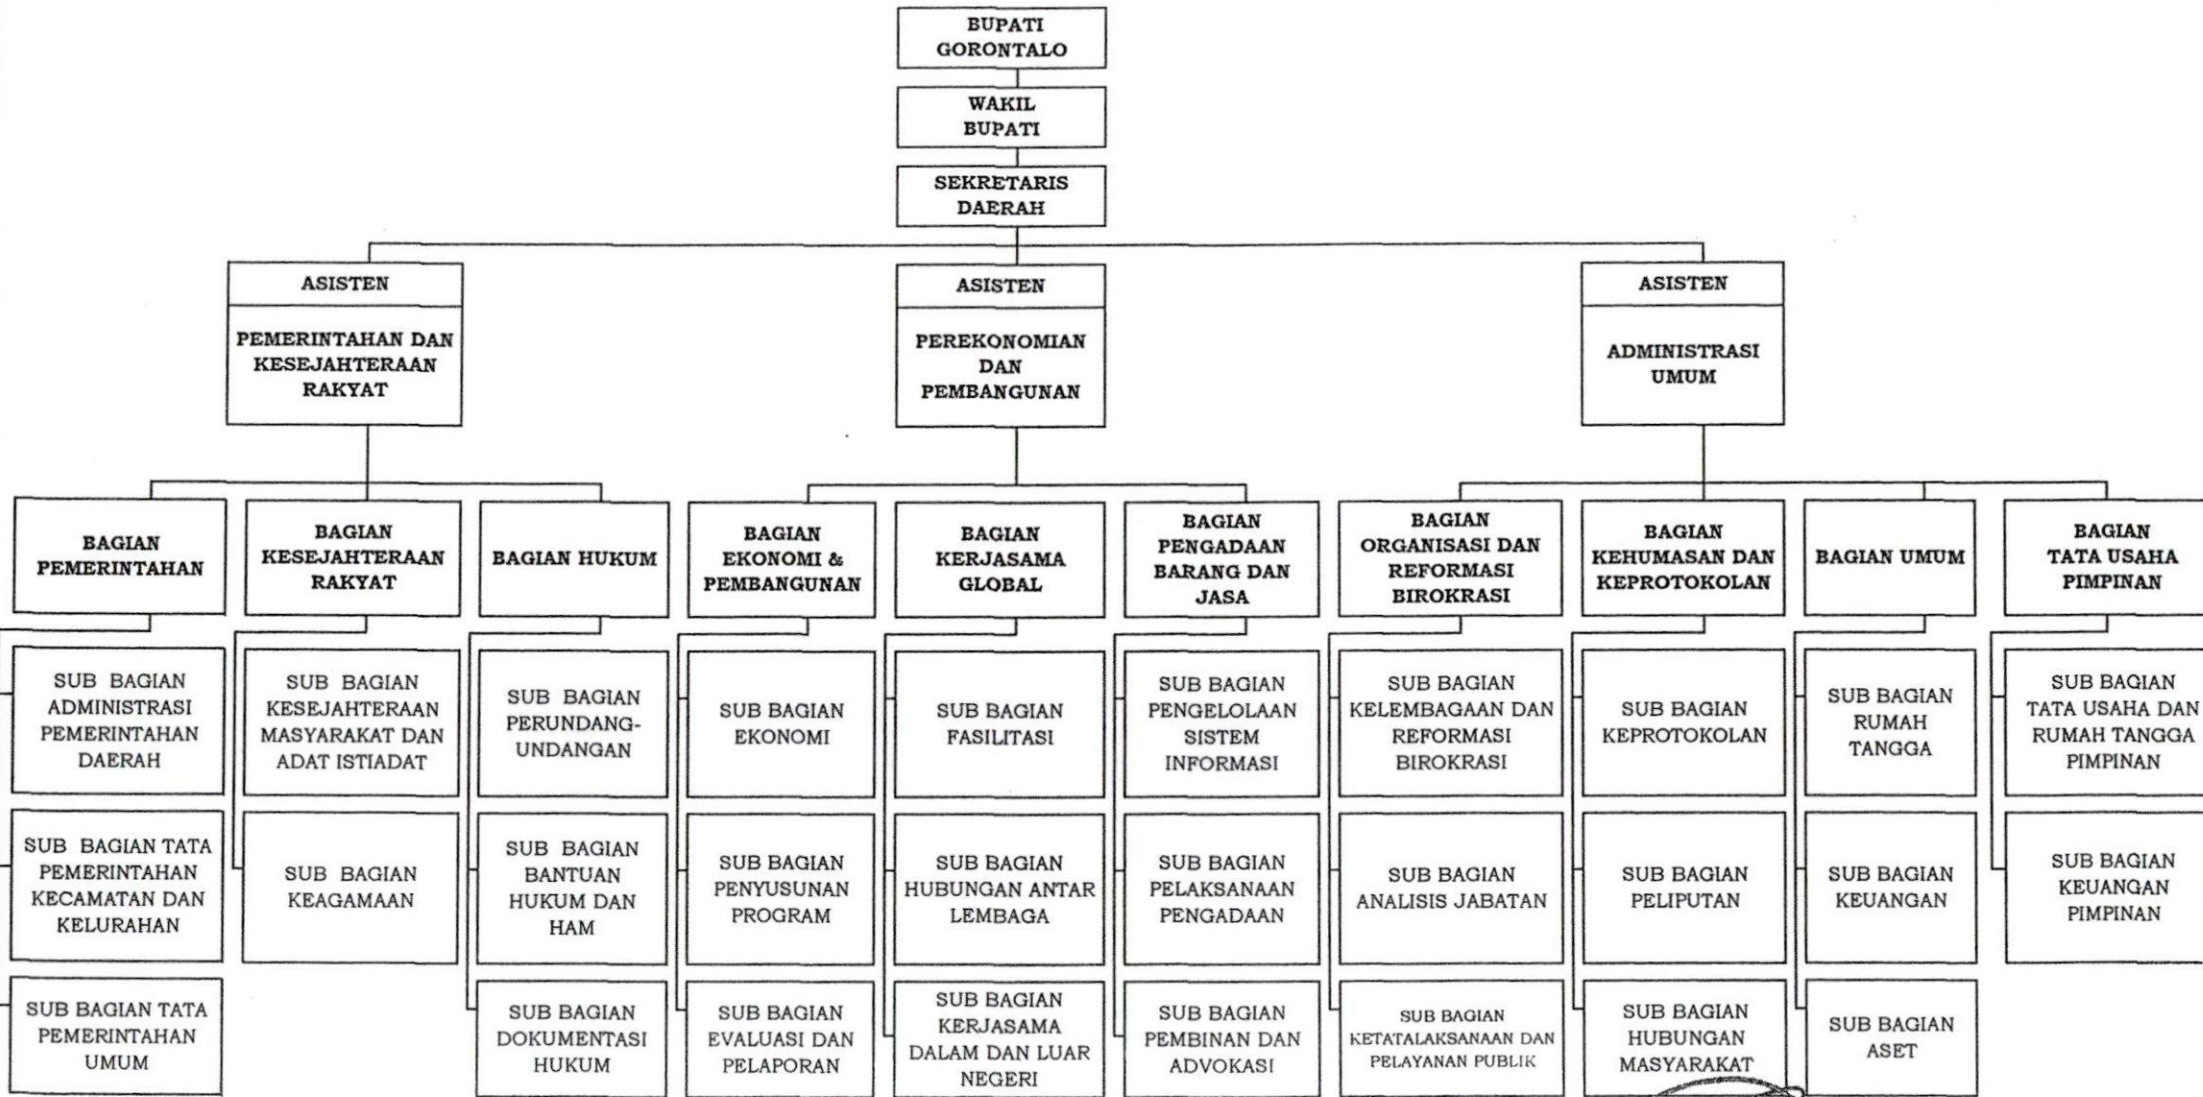 BUPATI
GORONTALO
WAKIL
BUPATI
SEKRETARIS
DAERAH
ASISTEN
PEMERINTAHAN DAN
KESEJAHTERAAN
RAKYAT
ASISTEN
PEREKONOMIAN
DAN
PEMBANGUNAN
ASISTEN
ADMINISTRASI
UMUM
BAGIAN
PEMERINTAHAN
BAGIAN
KESEJAHTERAAN
RAKYAT
BAGIAN HUKUM
BAGIAN
EKONOMI &
PEMBANGUNAN
BAGIAN
KERJASAMA
GLOBAL
BAGIAN
PENGADAAN
BARANG DAN
JASA
BAGIAN
ORGANISASI DAN
REFORMASI
BIROKRASI
BAGIAN
KEHUMASAN DAN
KEPROTOKOLAN
BAGIAN UMUM
BAGIAN
TATA USAHA
PIMPINAN
SUB BAGIAN
ADMINISTRASI
PEMERINTAHAN
DAERAH
SUB BAGIAN
KESEJAHTERAAN
MASYARAKAT DAN
ADAT ISTIADAT
SUB BAGIAN
PERUNDANG-
UNDANGAN
SUB BAGIAN
EKONOMI
SUB BAGIAN
FASILITASI
SUB BAGIAN
PENGELOLAAN
SISTEM
INFORMASI
SUB BAGIAN
KELEMBAGAAN DAN
REFORMASI
BIROKRASI
SUB BAGIAN
KEPROTOKOLAN
SUB BAGIAN
RUMAH
TANGGA
SUB BAGIAN
TATA USAHA DAN
RUMAH TANGGA
PIMPINAN
SUB BAGIAN TATA
PEMERINTAHAN
KECAMATAN DAN
KELURAHAN
SUB BAGIAN
KEAGAMAAN
SUB BAGIAN
BANTUAN
HUKUM DAN
HAM
SUB BAGIAN
PENYUSUNAN
PROGRAM
SUB BAGIAN
HUBUNGAN ANTAR
LEMBAGA
SUB BAGIAN
PELAKSANAAN
PENGADAAN
SUB BAGIAN
ANALISIS JABATAN
SUB BAGIAN
PELIPUTAN
SUB BAGIAN
KEUANGAN
SUB BAGIAN
KEUANGAN
PIMPINAN
SUB BAGIAN TATA
PEMERINTAHAN
UMUM
SUB BAGIAN
DOKUMENTASI
HUKUM
SUB BAGIAN
EVALUASI DAN
PELAPORAN
SUB BAGIAN
KERJASAMA
DALAM DAN LUAR
NEGERI
SUB BAGIAN
PEMBINAN DAN
ADVOKASI
SUB BAGIAN
KETATALAKSANAAN DAN
PELAYANAN PUBLIK
SUB BAGIAN
HUBUNGAN
MASYARAKAT
SUB BAGIAN
ASET